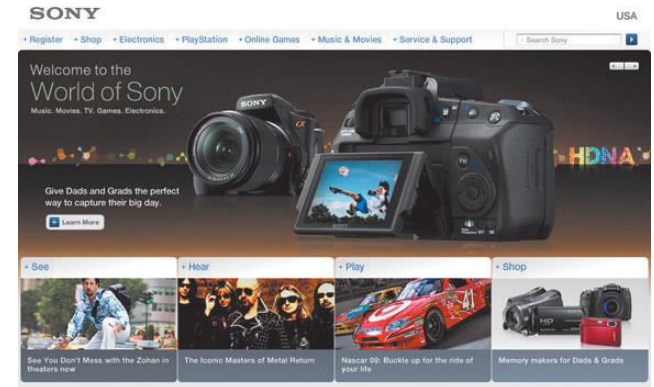 SONY
USA
Register
Shop
Electronics
PlayStation
Online Games
Music & Movies
Service & Support
Search Sony
Welcome to the
World of Sony
Music. Movies. TV. Games. Electronics.
SONY
α
HDNA
Give Dads and Grads the perfect
way to capture their big day.
Learn More
SONY
See
Hear
Play
Shop
41
HD
See You Don't Mess with the Zohan in
theaters now
The Iconic Masters of Metal Return
Nascar 09: Buckle up for the ride of
your life
Memory makers for Dads & Grads